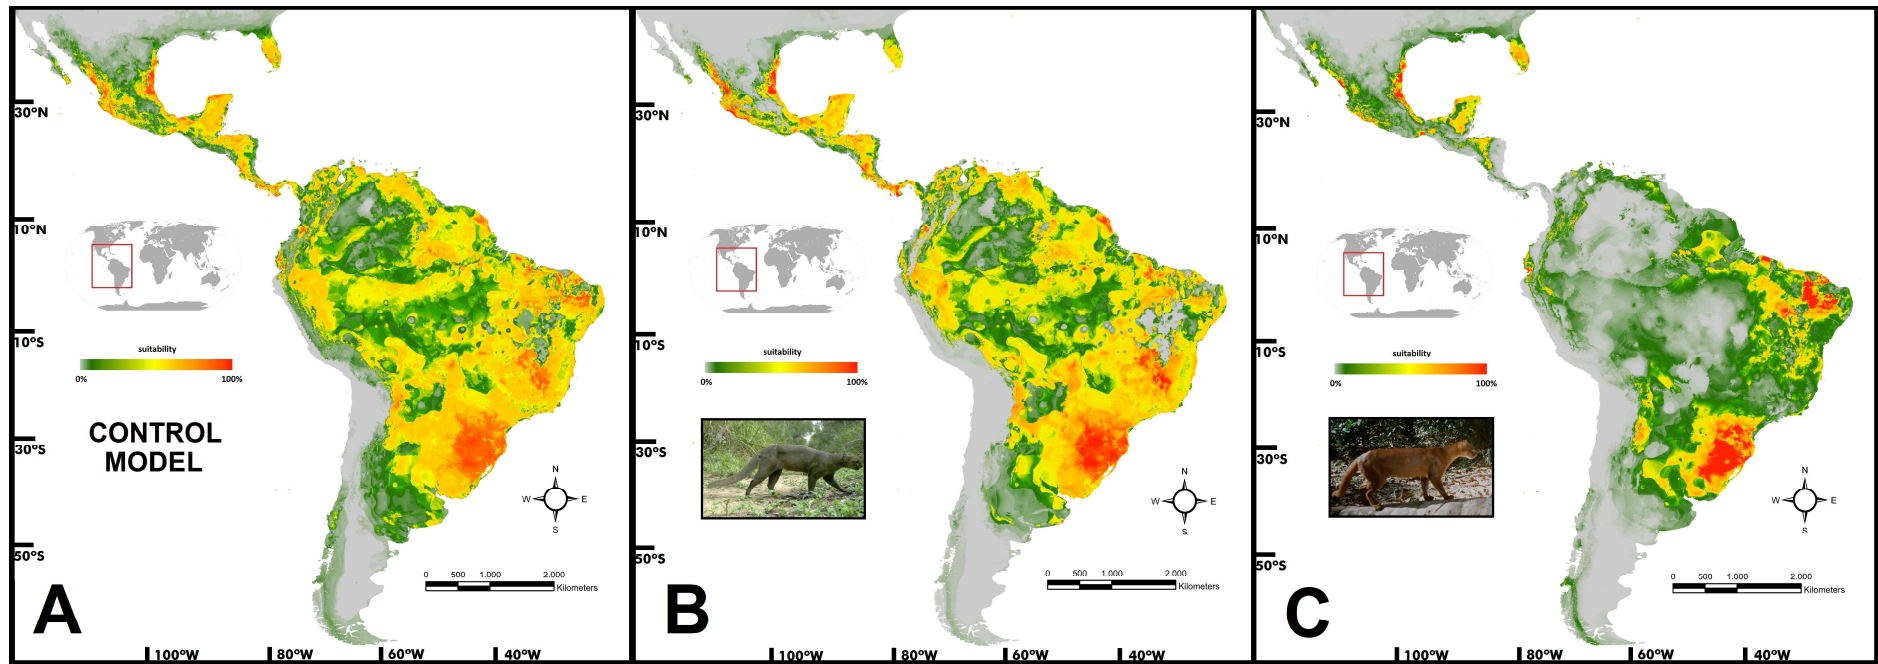 30ºN
10ºN
10ºS
30ºS
50ºS
suitability
0%
100%
CONTROL
MODEL
N
W
E
S
0
500
1.000
2.000
Kilometers
A
100ºW
80ºW
60ºW
40ºW
30ºN
10ºN
10ºS
30ºS
50ºS
suitability
0%
100%
N
W
E
S
0
500
1.000
2.000
Kilometers
B
100ºW
80ºW
60ºW
40ºW
30ºN
10ºN
10ºS
30ºS
50ºS
suitability
0%
100%
N
W
E
S
0
500
1.000
2.000
Kilometers
C
100ºW
80ºW
60ºW
40ºW